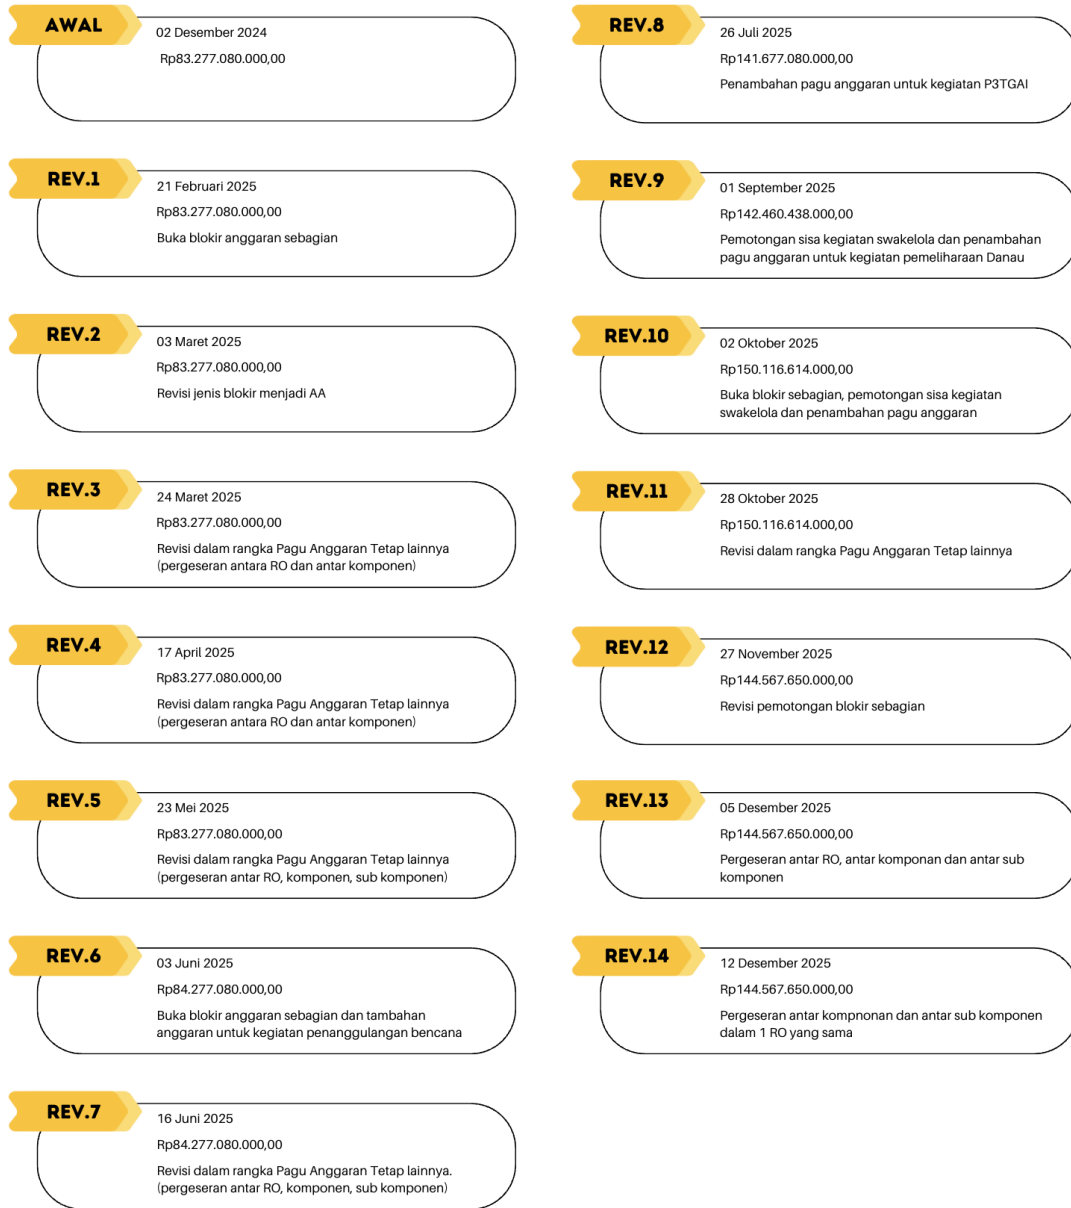 AWAL
02 Desember 2024
Rp83.277.080.000,00
REV.1
21 Februari 2025
Rp83.277.080.000,00
Buka blokir anggaran sebagian
REV.2
03 Maret 2025
Rp83.277.080.000,00
Revisi jenis blokir menjadi AA
REV.3
24 Maret 2025
Rp83.277.080.000,00
Revisi dalam rangka Pagu Anggaran Tetap lainnya
(pergeseran antara RO dan antar komponen)
REV.4
17 April 2025
Rp83.277.080.000,00
Revisi dalam rangka Pagu Anggaran Tetap lainnya
(pergeseran antara RO dan antar komponen)
REV.5
23 Mei 2025
Rp83.277.080.000,00
Revisi dalam rangka Pagu Anggaran Tetap lainnya
(pergeseran antar RO, komponen, sub komponen)
REV.6
03 Juni 2025
Rp84.277.080.000,00
Buka blokir anggaran sebagian dan tambahan
anggaran untuk kegiatan penanggulangan bencana
REV.7
16 Juni 2025
Rp84.277.080.000,00
Revisi dalam rangka Pagu Anggaran Tetap lainnya.
(pergeseran antar RO, komponen, sub komponen)
REV.8
26 Juli 2025
Rp141.677.080.000,00
Penambahan pagu anggaran untuk kegiatan P3TGAI
REV.9
01 September 2025
Rp142.460.438.000,00
Pemotongan sisa kegiatan swakelola dan penambahan
pagu anggaran untuk kegiatan pemeliharaan Danau
REV.10
02 Oktober 2025
Rp150.116.614.000,00
Buka blokir sebagian, pemotongan sisa kegiatan
swakelola dan penambahan pagu anggaran
REV.11
28 Oktober 2025
Rp150.116.614.000,00
Revisi dalam rangka Pagu Anggaran Tetap lainnya
REV.12
27 November 2025
Rp144.567.650.000,00
Revisi pemotongan blokir sebagian
REV.13
05 Desember 2025
Rp144.567.650.000,00
Pergeseran antar RO, antar komponan dan antar sub
komponen
REV.14
12 Desember 2025
Rp144.567.650.000,00
Pergeseran antar kompnonan dan antar sub komponen
dalam 1 RO yang sama